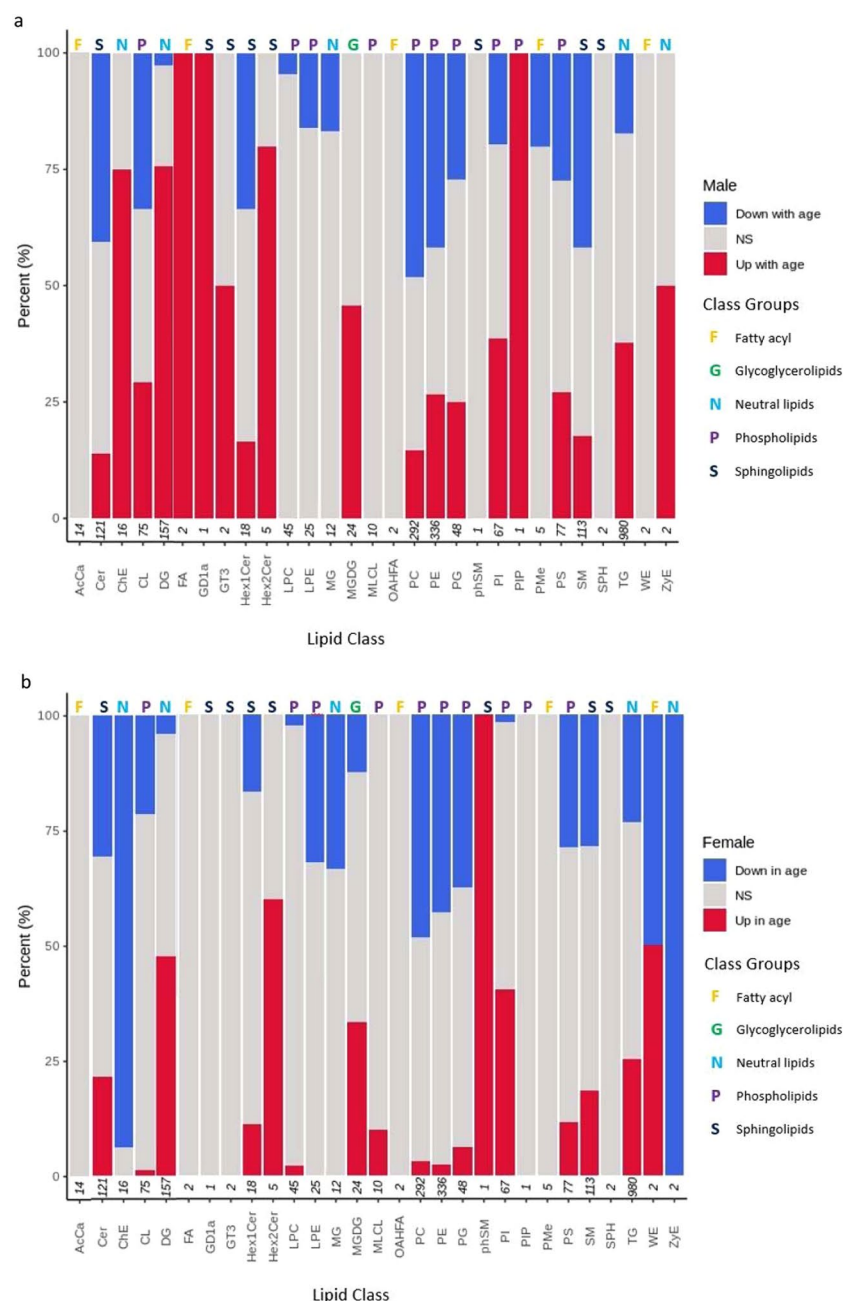 a
F S N P N F S S S S P P N G P F P P P S P P F P S S N F N
100
75
50
25
0
Percent (%)
14 121 16 75 157 2 1 2 18 5 45 25 12 24 10 2 292 336 48 1 67 1 5 77 113 2 980 2 2
AcCa Cer ChE CL DG FA GD1a GT3 Hex1Cer Hex2Cer LPC LPE MG MGDG MLCL OAHFA PC PE PG phSM PI PIP PMe PS SM SPH TG WE ZyE
Lipid Class
Male
Down with age
NS
Up with age
Class Groups
F Fatty acyl
G Glycoglycerolipids
N Neutral lipids
P Phospholipids
S Sphingolipids
b
F S N P N F S S S S P P N G P F P P P S P P F P S S N F N
100
75
50
25
0
Percent (%)
14 121 16 75 157 2 1 2 18 5 45 25 12 24 10 2 292 336 48 1 67 1 5 77 113 2 980 2 2
AcCa Cer ChE CL DG FA GD1a GT3 Hex1Cer Hex2Cer LPC LPE MG MGDG MLCL OAHFA PC PE PG phSM PI PIP PMe PS SM SPH TG WE ZyE
Lipid Class
Female
Down in age
NS
Up in age
Class Groups
F Fatty acyl
G Glycoglycerolipids
N Neutral lipids
P Phospholipids
S Sphingolipids